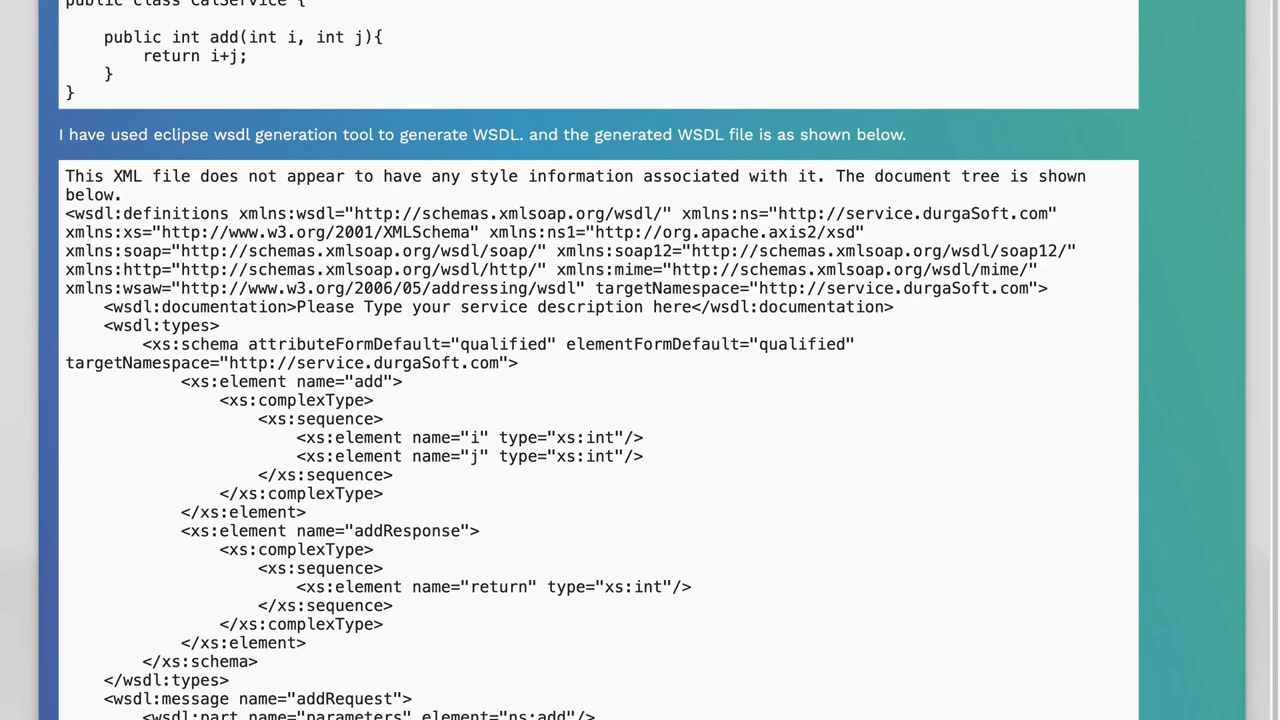 public class CalService {
    public int add(int i, int j){
        return i+j;
    }
}
I have used eclipse wsdl generation tool to generate WSDL. and the generated WSDL file is as shown below.
This XML file does not appear to have any style information associated with it. The document tree is shown
below.
<wsdl:definitions xmlns:wsdl="http://schemas.xmlsoap.org/wsdl/" xmlns:ns="http://service.durgaSoft.com"
xmlns:xs="http://www.w3.org/2001/XMLSchema" xmlns:ns1="http://org.apache.axis2/xsd"
xmlns:soap="http://schemas.xmlsoap.org/wsdl/soap/" xmlns:soap12="http://schemas.xmlsoap.org/wsdl/soap12/"
xmlns:http="http://schemas.xmlsoap.org/wsdl/http/" xmlns:mime="http://schemas.xmlsoap.org/wsdl/mime/"
xmlns:wsaw="http://www.w3.org/2006/05/addressing/wsdl" targetNamespace="http://service.durgaSoft.com">
    <wsdl:documentation>Please Type your service description here</wsdl:documentation>
    <wsdl:types>
        <xs:schema attributeFormDefault="qualified" elementFormDefault="qualified"
targetNamespace="http://service.durgaSoft.com">
            <xs:element name="add">
                <xs:complexType>
                    <xs:sequence>
                        <xs:element name="i" type="xs:int"/>
                        <xs:element name="j" type="xs:int"/>
                    </xs:sequence>
                </xs:complexType>
            </xs:element>
            <xs:element name="addResponse">
                <xs:complexType>
                    <xs:sequence>
                        <xs:element name="return" type="xs:int"/>
                    </xs:sequence>
                </xs:complexType>
            </xs:element>
        </xs:schema>
    </wsdl:types>
    <wsdl:message name="addRequest">
        <wsdl:part name="parameters" element="ns:add"/>